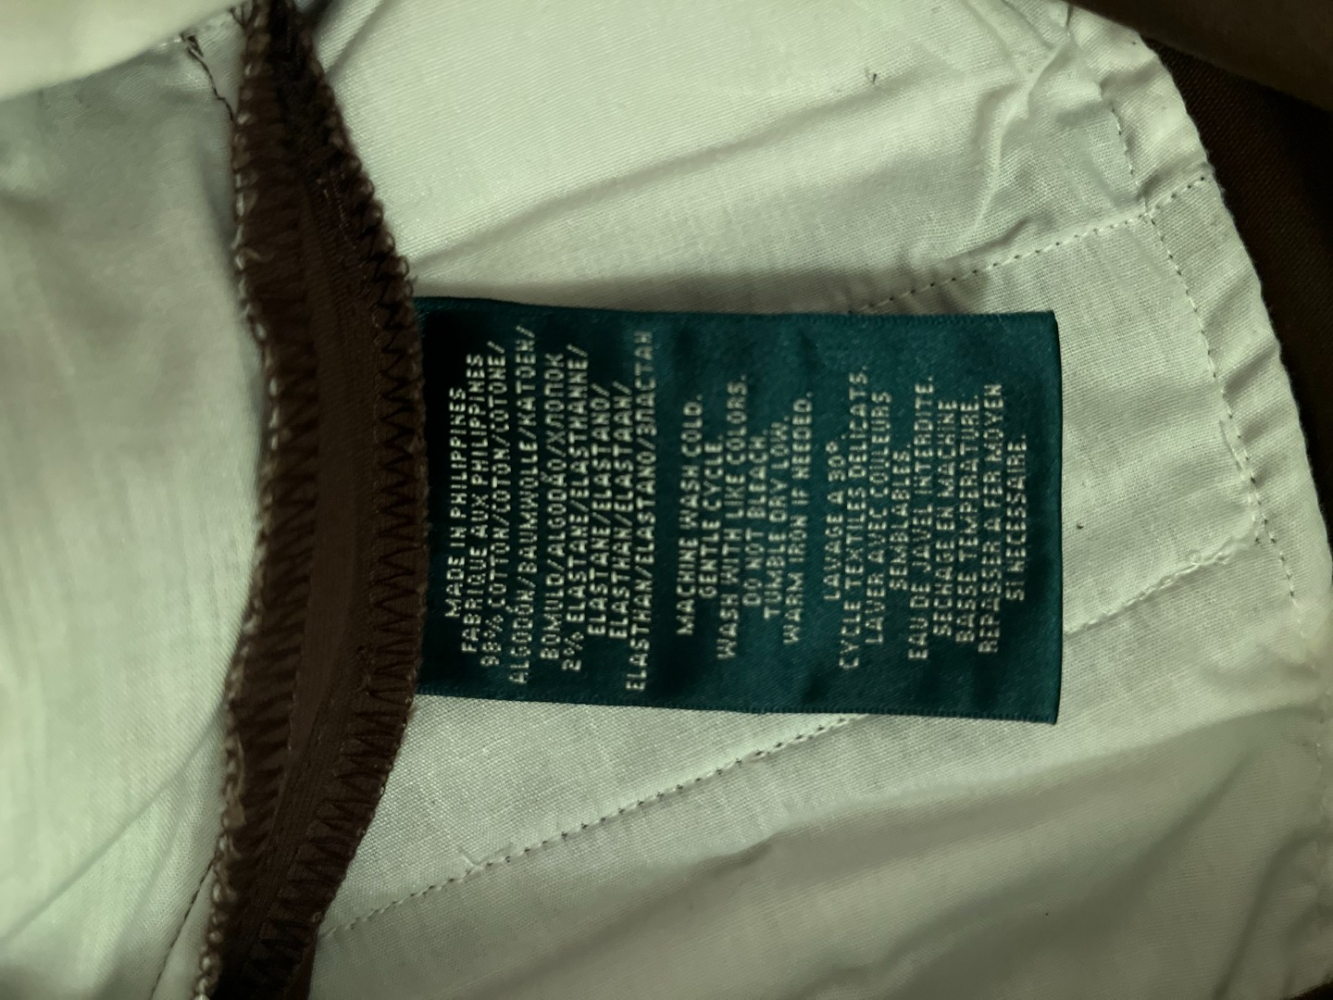 MADE IN PHILIPPINES
FABRIQUE AUX PHILIPPINES
98% COTTON/COTON/COTONE/
ALGODON/BAUMWOLLE/KATOEN/
BOMULD/ALGODÃO/ХЛОПОК
2% ELASTANE/ELASTHANNE/
ELASTAN/ELASTANO/
ELASTHAN/ELASTAAN/
ELASTIAN/ELASTANO/ЭЛАСТАН
MACHINE WASH COLD.
GENTLE CYCLE.
WASH WITH LIKE COLORS.
DO NOT BLEACH.
TUMBLE DRY LOW.
WARM IRON IF NEEDED.
LAVAGE A 30°.
CYCLE TEXTILES DELICATS.
LAVER AVEC COULEURS
SEMBLABLES.
EAU DE JAVEL INTERDITE.
SECHAGE EN MACHINE
BASSE TEMPERATURE.
REPASSER A FER MOYEN
SI NECESSAIRE.